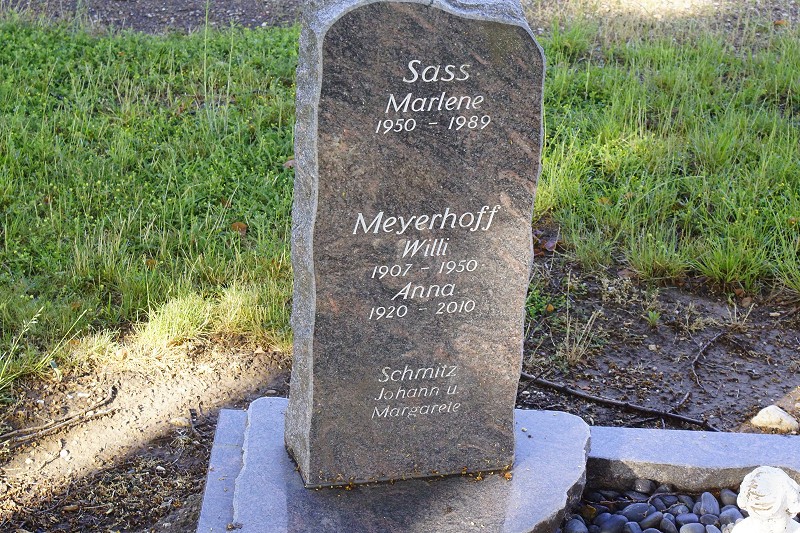 Sass
Marlene
1950 - 1989
Meyerhoff
Willi
1907 - 1950
Anna
1920 - 2010
Schmitz
Johann u.
Margarete